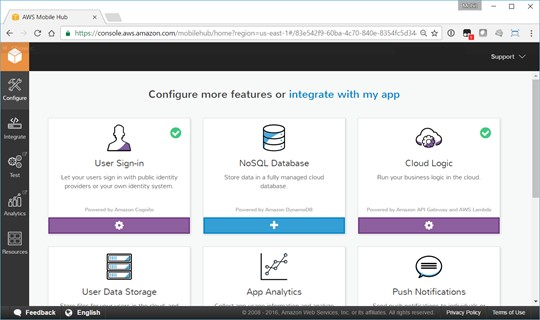 AWS Mobile Hub
https://console.aws.amazon.com/mobilehub/home?region=us-east-1#/83e542f9-60ba-4c70-840e-8354fc5d34
Support
Configure
Integrate
Test
Analytics
Resources
Configure more features or integrate with my app
User Sign-in
Let your users sign in with public identity
providers or your own identity system.
Powered by Amazon Cognito
NoSQL Database
Store data in a fully managed cloud
database.
Powered by Amazon DynamoDB
Cloud Logic
Run your business logic in the cloud.
Powered by Amazon API Gateway and AWS Lambda
User Data Storage
App Analytics
Push Notifications
Feedback
English
© 2008 - 2016, Amazon Web Services, Inc. or its affiliates. All rights reserved.
Privacy Policy
Terms of Use